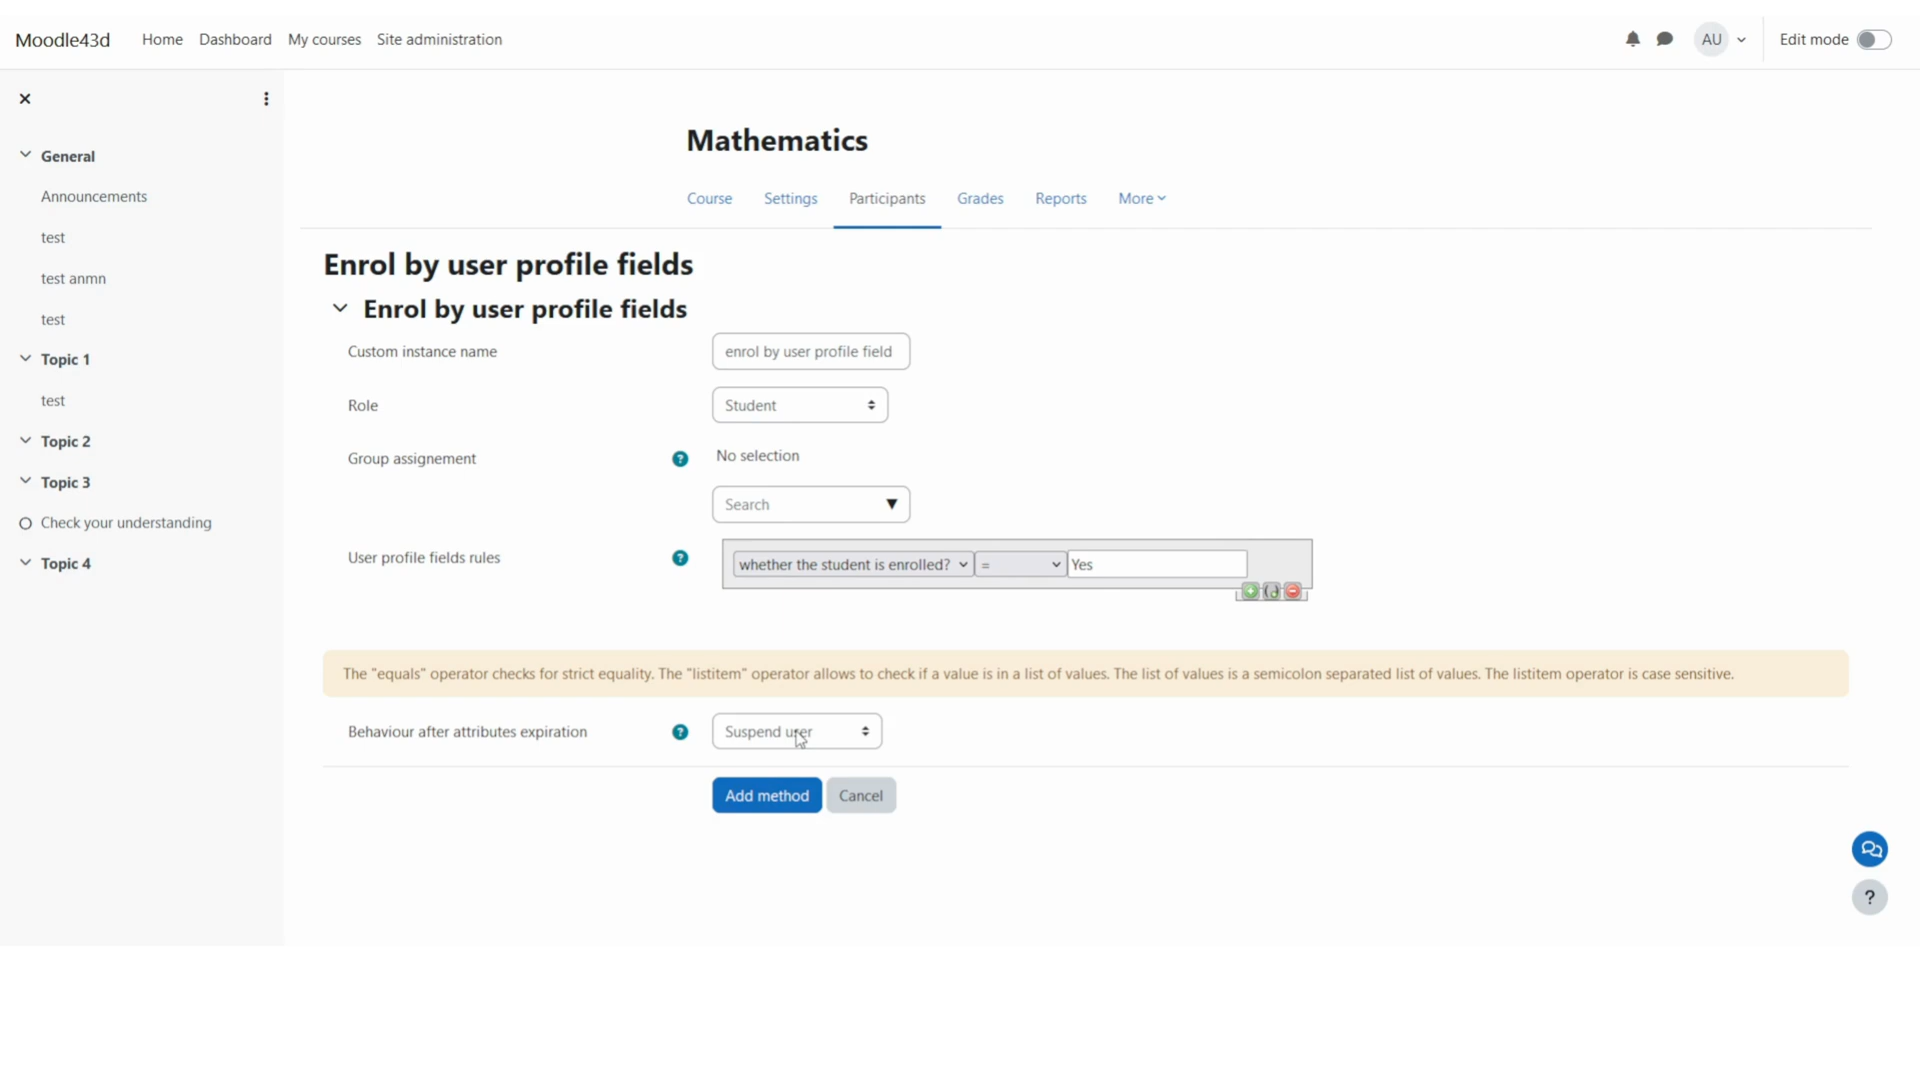 Moodle43d Home Dashboard My courses Site administration AU Edit mode
General
Announcements
test
test anmn
test
Topic 1
test
Topic 2
Topic 3
Check your understanding
Topic 4
Mathematics
Course Settings Participants Grades Reports More
Enrol by user profile fields
Enrol by user profile fields
Custom instance name enrol by user profile field
Role Student
Group assignement ? No selection
Search
User profile fields rules ? whether the student is enrolled? = Yes
The "equals" operator checks for strict equality. The "listitem" operator allows to check if a value is in a list of values. The list of values is a semicolon separated list of values. The listitem operator is case sensitive.
Behaviour after attributes expiration ? Suspend user
Add method Cancel
?